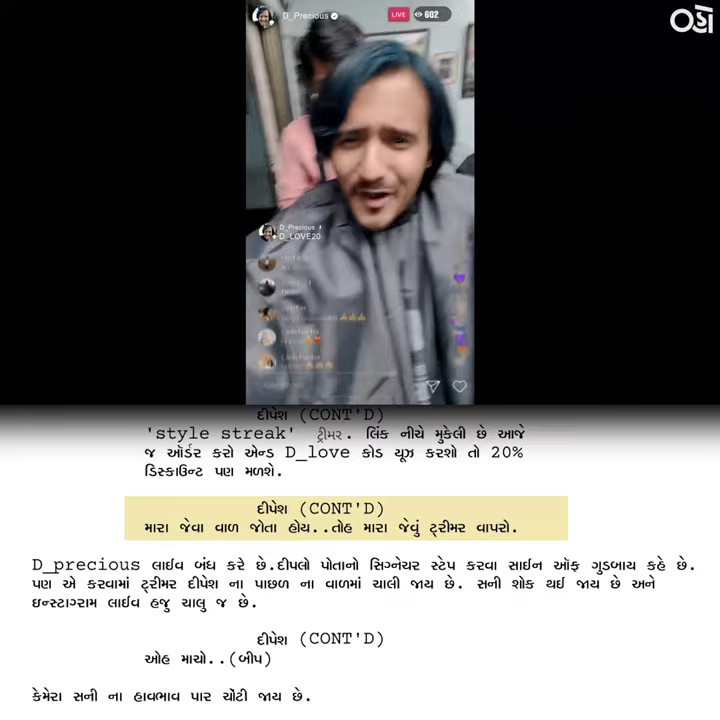 D_Precious
LIVE 602
ઓહો
D_Precious
D_LOVE20
દીપેશ (CONT'D)
'style streak' ટ્રીમર. લિંક નીચે મુકેલી છે આજે
જ ઑર્ડર કરો એન્ડ D_love કોડ યૂઝ કરશો તો 20%
ડિસ્કાઉન્ટ પણ મળશે.
દીપેશ (CONT'D)
મારા જેવા વાળ જોતા હોય..તોહ મારા જેવું ટ્રીમર વાપરો.
D_precious લાઈવ બંધ કરે છે.દીપલો પોતાનો સિગ્નેચર સ્ટેપ કરવા સાઈન ઑફ ગુડબાય કહે છે.
પણ એ કરવામાં ટ્રીમર દીપેશ ના પાછળ ના વાળમાં ચાલી જાય છે. સની શોક થઈ જાય છે અને
ઇન્સ્ટાગ્રામ લાઈવ હજુ ચાલુ જ છે.
દીપેશ (CONT'D)
ઓહ માચો..(બીપ)
કેમેરા સની ના હાવભાવ પાર ચોંટી જાય છે.